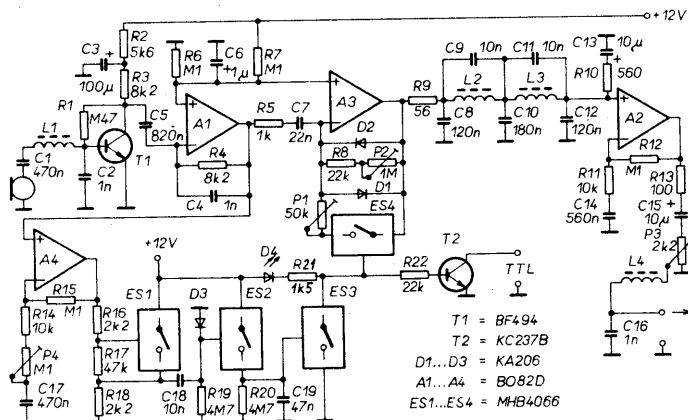 +12V
R2
5k6
C3
+
100µ
R3
8k2
R1
M47
L1
C1
470n
C2
1n
T1
C5
820n
R6
M1
C6
+
1µ
R7
M1
A1
R5
1k
R4
8k2
C4
1n
C7
22n
A3
D2
R8
22k
P2
1M
D1
P1
50k
ES4
R9
56
C9
10n
C11
10n
L2
L3
C8
120n
C10
180n
C12
120n
C13
10µ
+
R10
560
A2
R12
M1
R11
10k
C14
560n
R13
100
C15
+
10µ
P3
2k2
L4
C16
1n
A4
R15
M1
R14
10k
P4
M1
C17
470n
R16
2k2
R17
47k
R18
2k2
+12V
ES1
C18
10n
D3
R19
4M7
ES2
D4
R20
4M7
R21
1k5
ES3
C19
47n
R22
22k
T2
TTL
T1 = BF494
T2 = KC237B
D1...D3 = KA206
A1...A4 = BO82D
ES1...ES4 = MHB4066